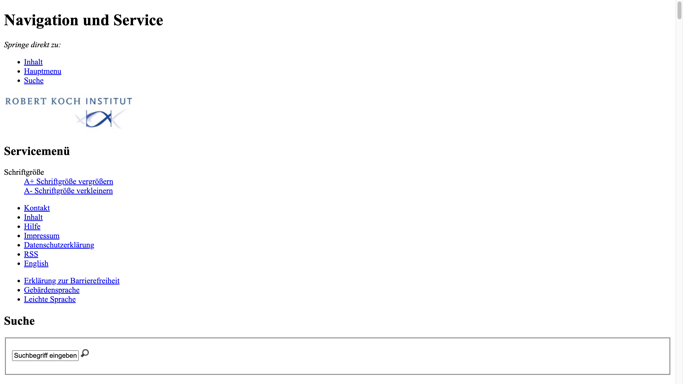 Navigation und Service
Springe direkt zu:
Inhalt
Hauptmenu
Suche
ROBERT KOCH INSTITUT
Servicemenü
Schriftgröße
A+ Schriftgröße vergrößern
A- Schriftgröße verkleinern
Kontakt
Inhalt
Hilfe
Impressum
Datenschutzerklärung
RSS
English
Erklärung zur Barrierefreiheit
Gebärdensprache
Leichte Sprache
Suche
Suchbegriff eingeben